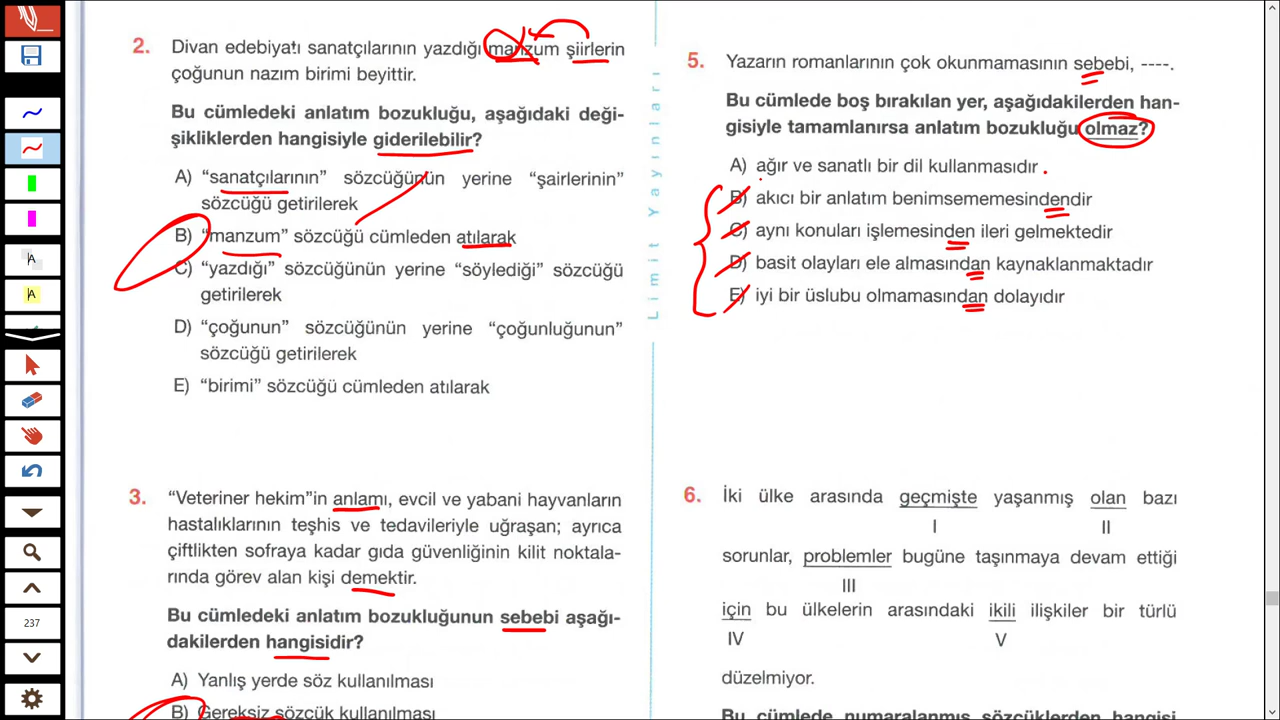 2. Divan edebiyatı sanatçılarının yazdığı manzum şiirlerin
çoğunun nazım birimi beyittir.
Bu cümledeki anlatım bozukluğu, aşağıdaki deği-
şikliklerden hangisiyle giderilebilir?
A) “sanatçılarının” sözcüğünün yerine “şairlerinin”
sözcüğü getirilerek
B) “manzum” sözcüğü cümleden atılarak
C) “yazdığı” sözcüğünün yerine “söylediği” sözcüğü
getirilerek
D) “çoğunun” sözcüğünün yerine “çoğunluğunun”
sözcüğü getirilerek
E) “birimi” sözcüğü cümleden atılarak
3. “Veteriner hekim”in anlamı, evcil ve yabani hayvanların
hastalıklarının teşhis ve tedavileriyle uğraşan; ayrıca
çiftlikten sofraya kadar gıda güvenliğinin kilit noktala-
rında görev alan kişi demektir.
Bu cümledeki anlatım bozukluğunun sebebi aşağı-
dakilerden hangisidir?
A) Yanlış yerde söz kullanılması
B) Gereksiz sözcük kullanılması
Limit Yayınları
5. Yazarın romanlarının çok okunmamasının sebebi, ----.
Bu cümlede boş bırakılan yer, aşağıdakilerden han-
gisiyle tamamlanırsa anlatım bozukluğu olmaz?
A) ağır ve sanatlı bir dil kullanmasıdır
B) akıcı bir anlatım benimsememesindendir
C) aynı konuları işlemesinden ileri gelmektedir
D) basit olayları ele almasından kaynaklanmaktadır
E) iyi bir üslubu olmamasından dolayıdır
6. İki ülke arasında geçmişte yaşanmış olan bazı
I II
sorunlar, problemler bugüne taşınmaya devam ettiği
III
için bu ülkelerin arasındaki ikili ilişkiler bir türlü
IV V
düzelmiyor.
Bu cümlede numaralanmış sözcüklerden hangisi
A
A
237